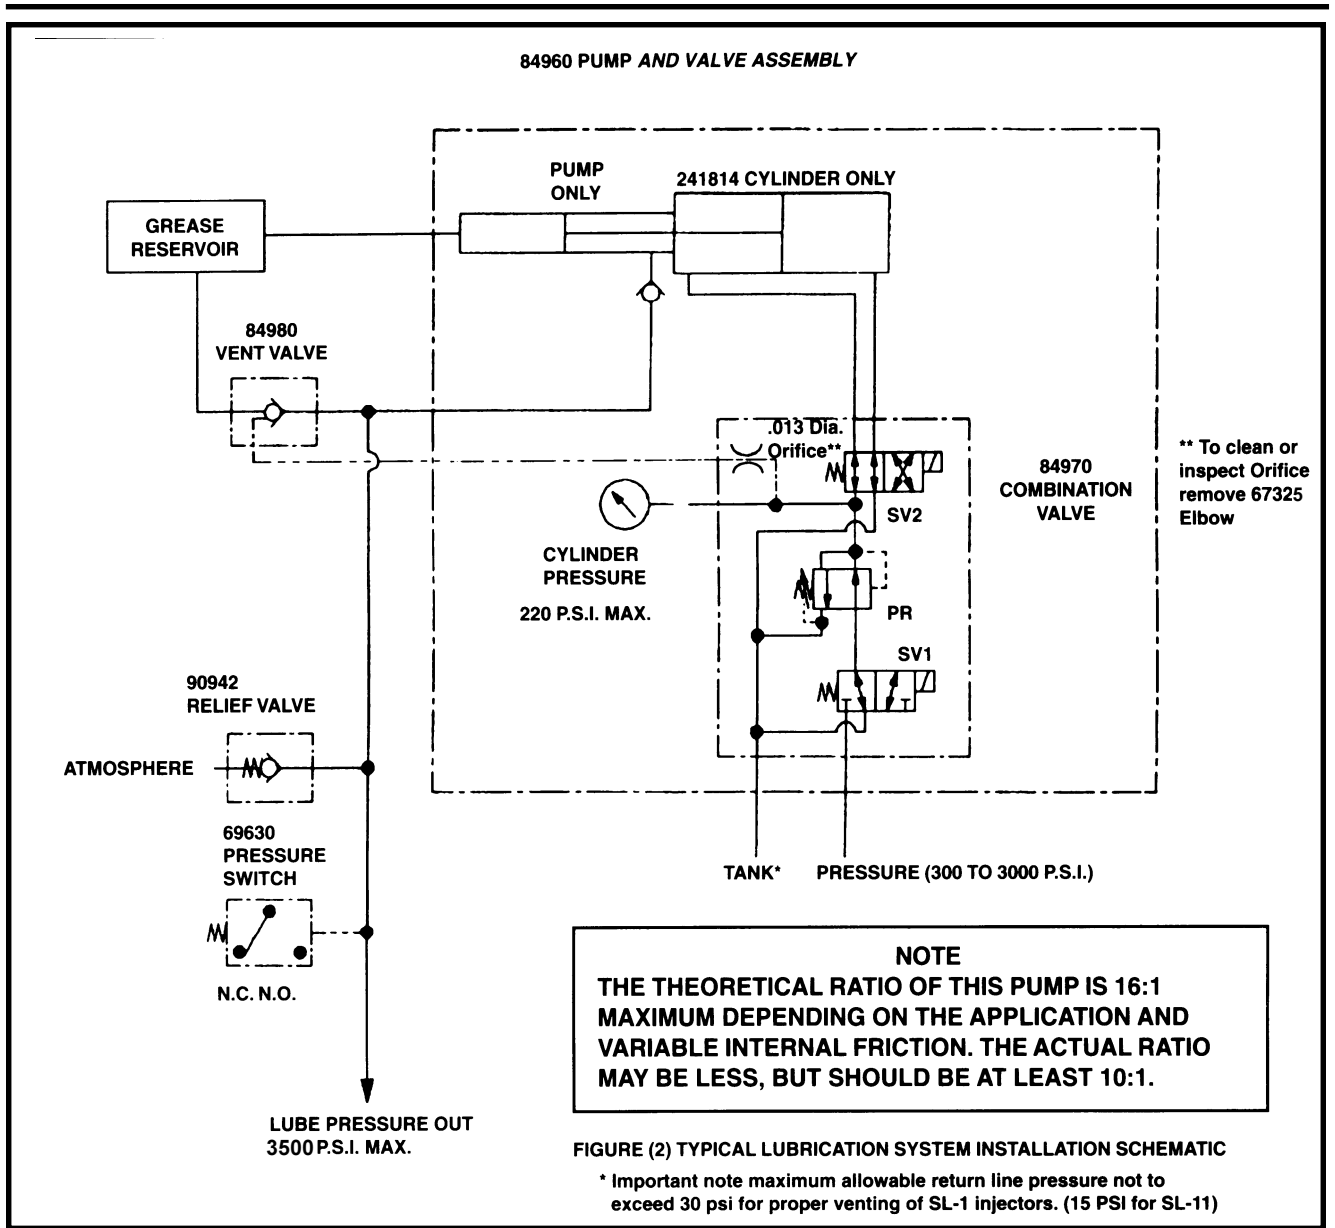 84960 PUMP AND VALVE ASSEMBLY
PUMP
ONLY
241814 CYLINDER ONLY
GREASE
RESERVOIR
84980
VENT VALVE
.013 Dia.
Orifice**
84970
COMBINATION
VALVE
** To clean or
inspect Orifice
remove 67325
Elbow
SV2
CYLINDER
PRESSURE
220 P.S.I. MAX.
PR
SV1
90942
RELIEF VALVE
ATMOSPHERE
69630
PRESSURE
SWITCH
N.C. N.O.
TANK*
PRESSURE (300 TO 3000 P.S.I.)
NOTE
THE THEORETICAL RATIO OF THIS PUMP IS 16:1
MAXIMUM DEPENDING ON THE APPLICATION AND
VARIABLE INTERNAL FRICTION. THE ACTUAL RATIO
MAY BE LESS, BUT SHOULD BE AT LEAST 10:1.
LUBE PRESSURE OUT
3500 P.S.I. MAX.
FIGURE (2) TYPICAL LUBRICATION SYSTEM INSTALLATION SCHEMATIC
* Important note maximum allowable return line pressure not to
exceed 30 psi for proper venting of SL-1 injectors. (15 PSI for SL-11)